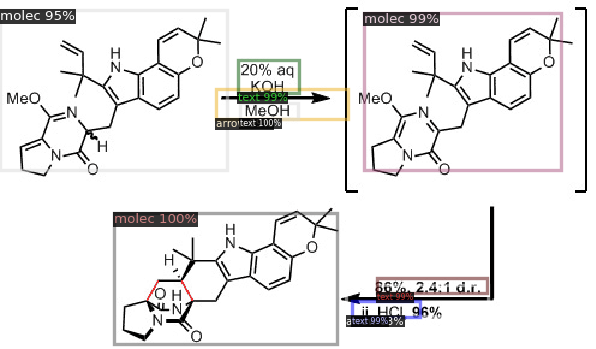 molec 95%
molec 99%
20% aq
KOH
text 99%
MeOH
text 100%
MeO
N
N
O
H
H
N
O
MeO
N
N
O
H
N
O
molec 100%
H
N
O
H
O
H
N
N
O
66%, 2.4:1 d.r.
text 99%
ii. HCl, 96%
text 99%